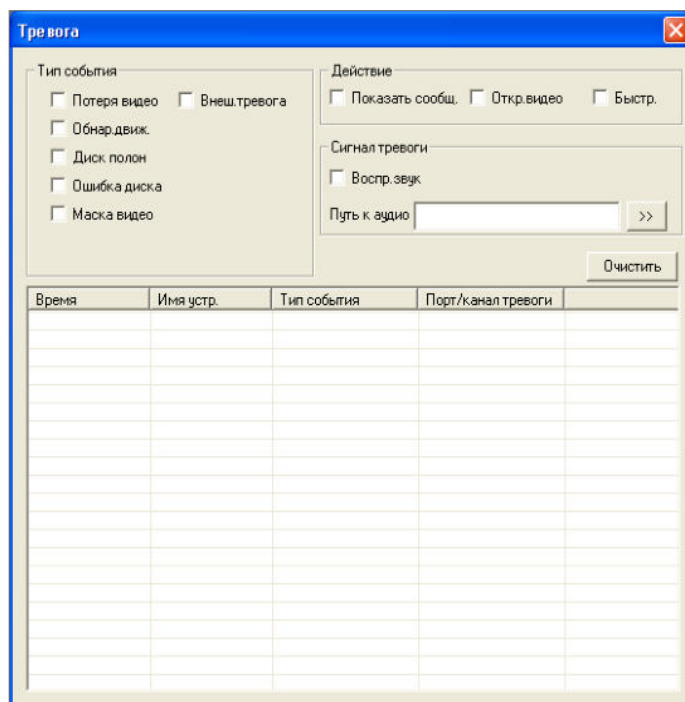 Тревога
Тип события
Потеря видео Внеш.тревога
Обнар.движ.
Диск полон
Ошибка диска
Маска видео
Действие
Показать сообщ. Откр.видео Быстр.
Сигнал тревоги
Воспр.звук
Путь к аудио >>
Очистить
Время Имя устр. Тип события Порт/канал тревоги